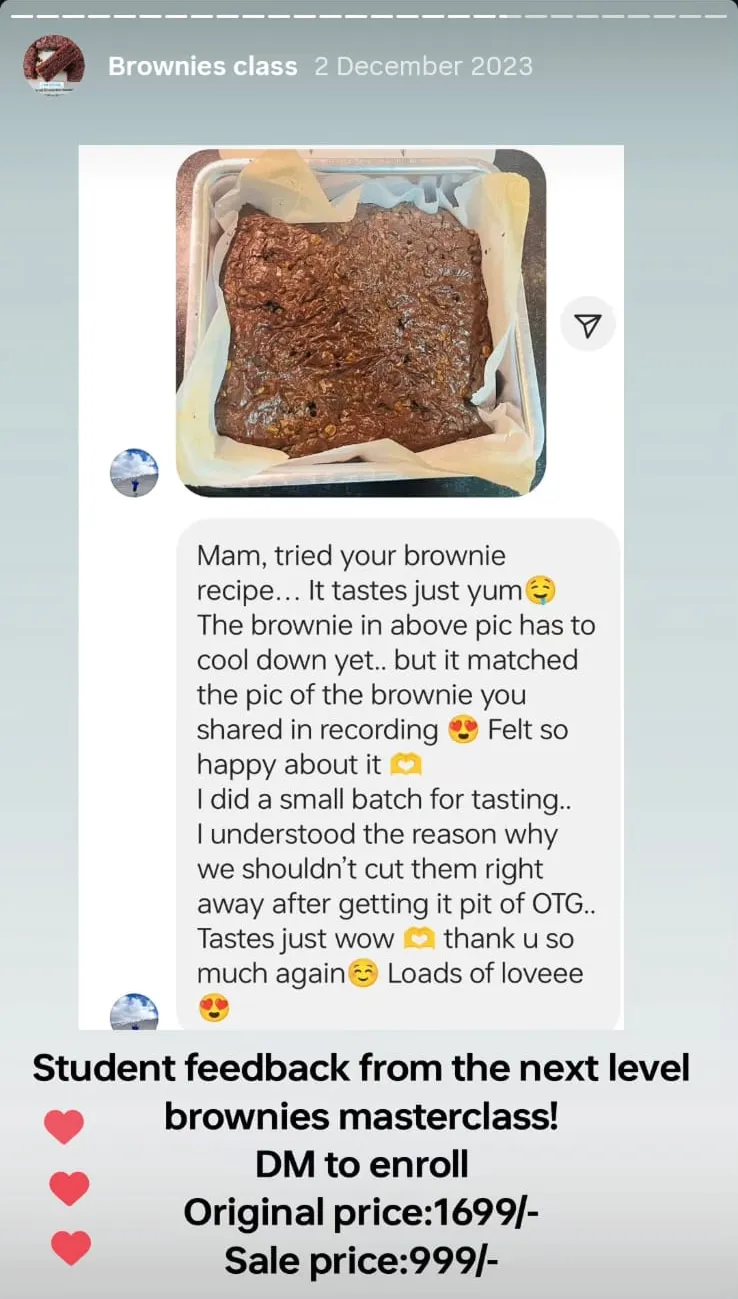 Brownies class 2 December 2023
Mam, tried your brownie
recipe... It tastes just yum🤤
The brownie in above pic has to
cool down yet.. but it matched
the pic of the brownie you
shared in recording 😍 Felt so
happy about it 🫶
I did a small batch for tasting..
I understood the reason why
we shouldn't cut them right
away after getting it pit of OTG..
Tastes just wow 🫶 thank u so
much again☺️ Loads of loveee
😍
Student feedback from the next level
brownies masterclass!
DM to enroll
Original price:1699/-
Sale price:999/-